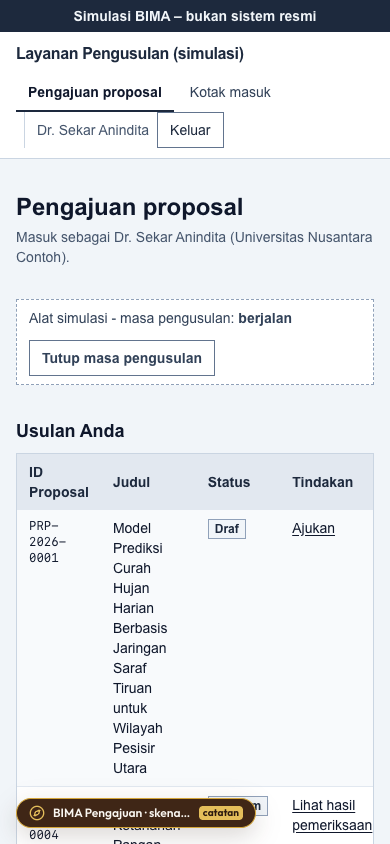 Simulasi BIMA – bukan sistem resmi
Layanan Pengusulan (simulasi)
Pengajuan proposal
Kotak masuk
Dr. Sekar Anindita
Keluar
Pengajuan proposal
Masuk sebagai Dr. Sekar Anindita (Universitas Nusantara
Contoh).
Alat simulasi - masa pengusulan: berjalan
Tutup masa pengusulan
Usulan Anda
ID
Proposal
Judul
Status
Tindakan
PRP-
2026-
0001
Model
Prediksi
Curah
Hujan
Harian
Berbasis
Jaringan
Saraf
Tiruan
untuk
Wilayah
Pesisir
Utara
Draf
Ajukan
Lihat hasil
pemeriksaan
BIMA Pengajuan · skena...
catatan
0004